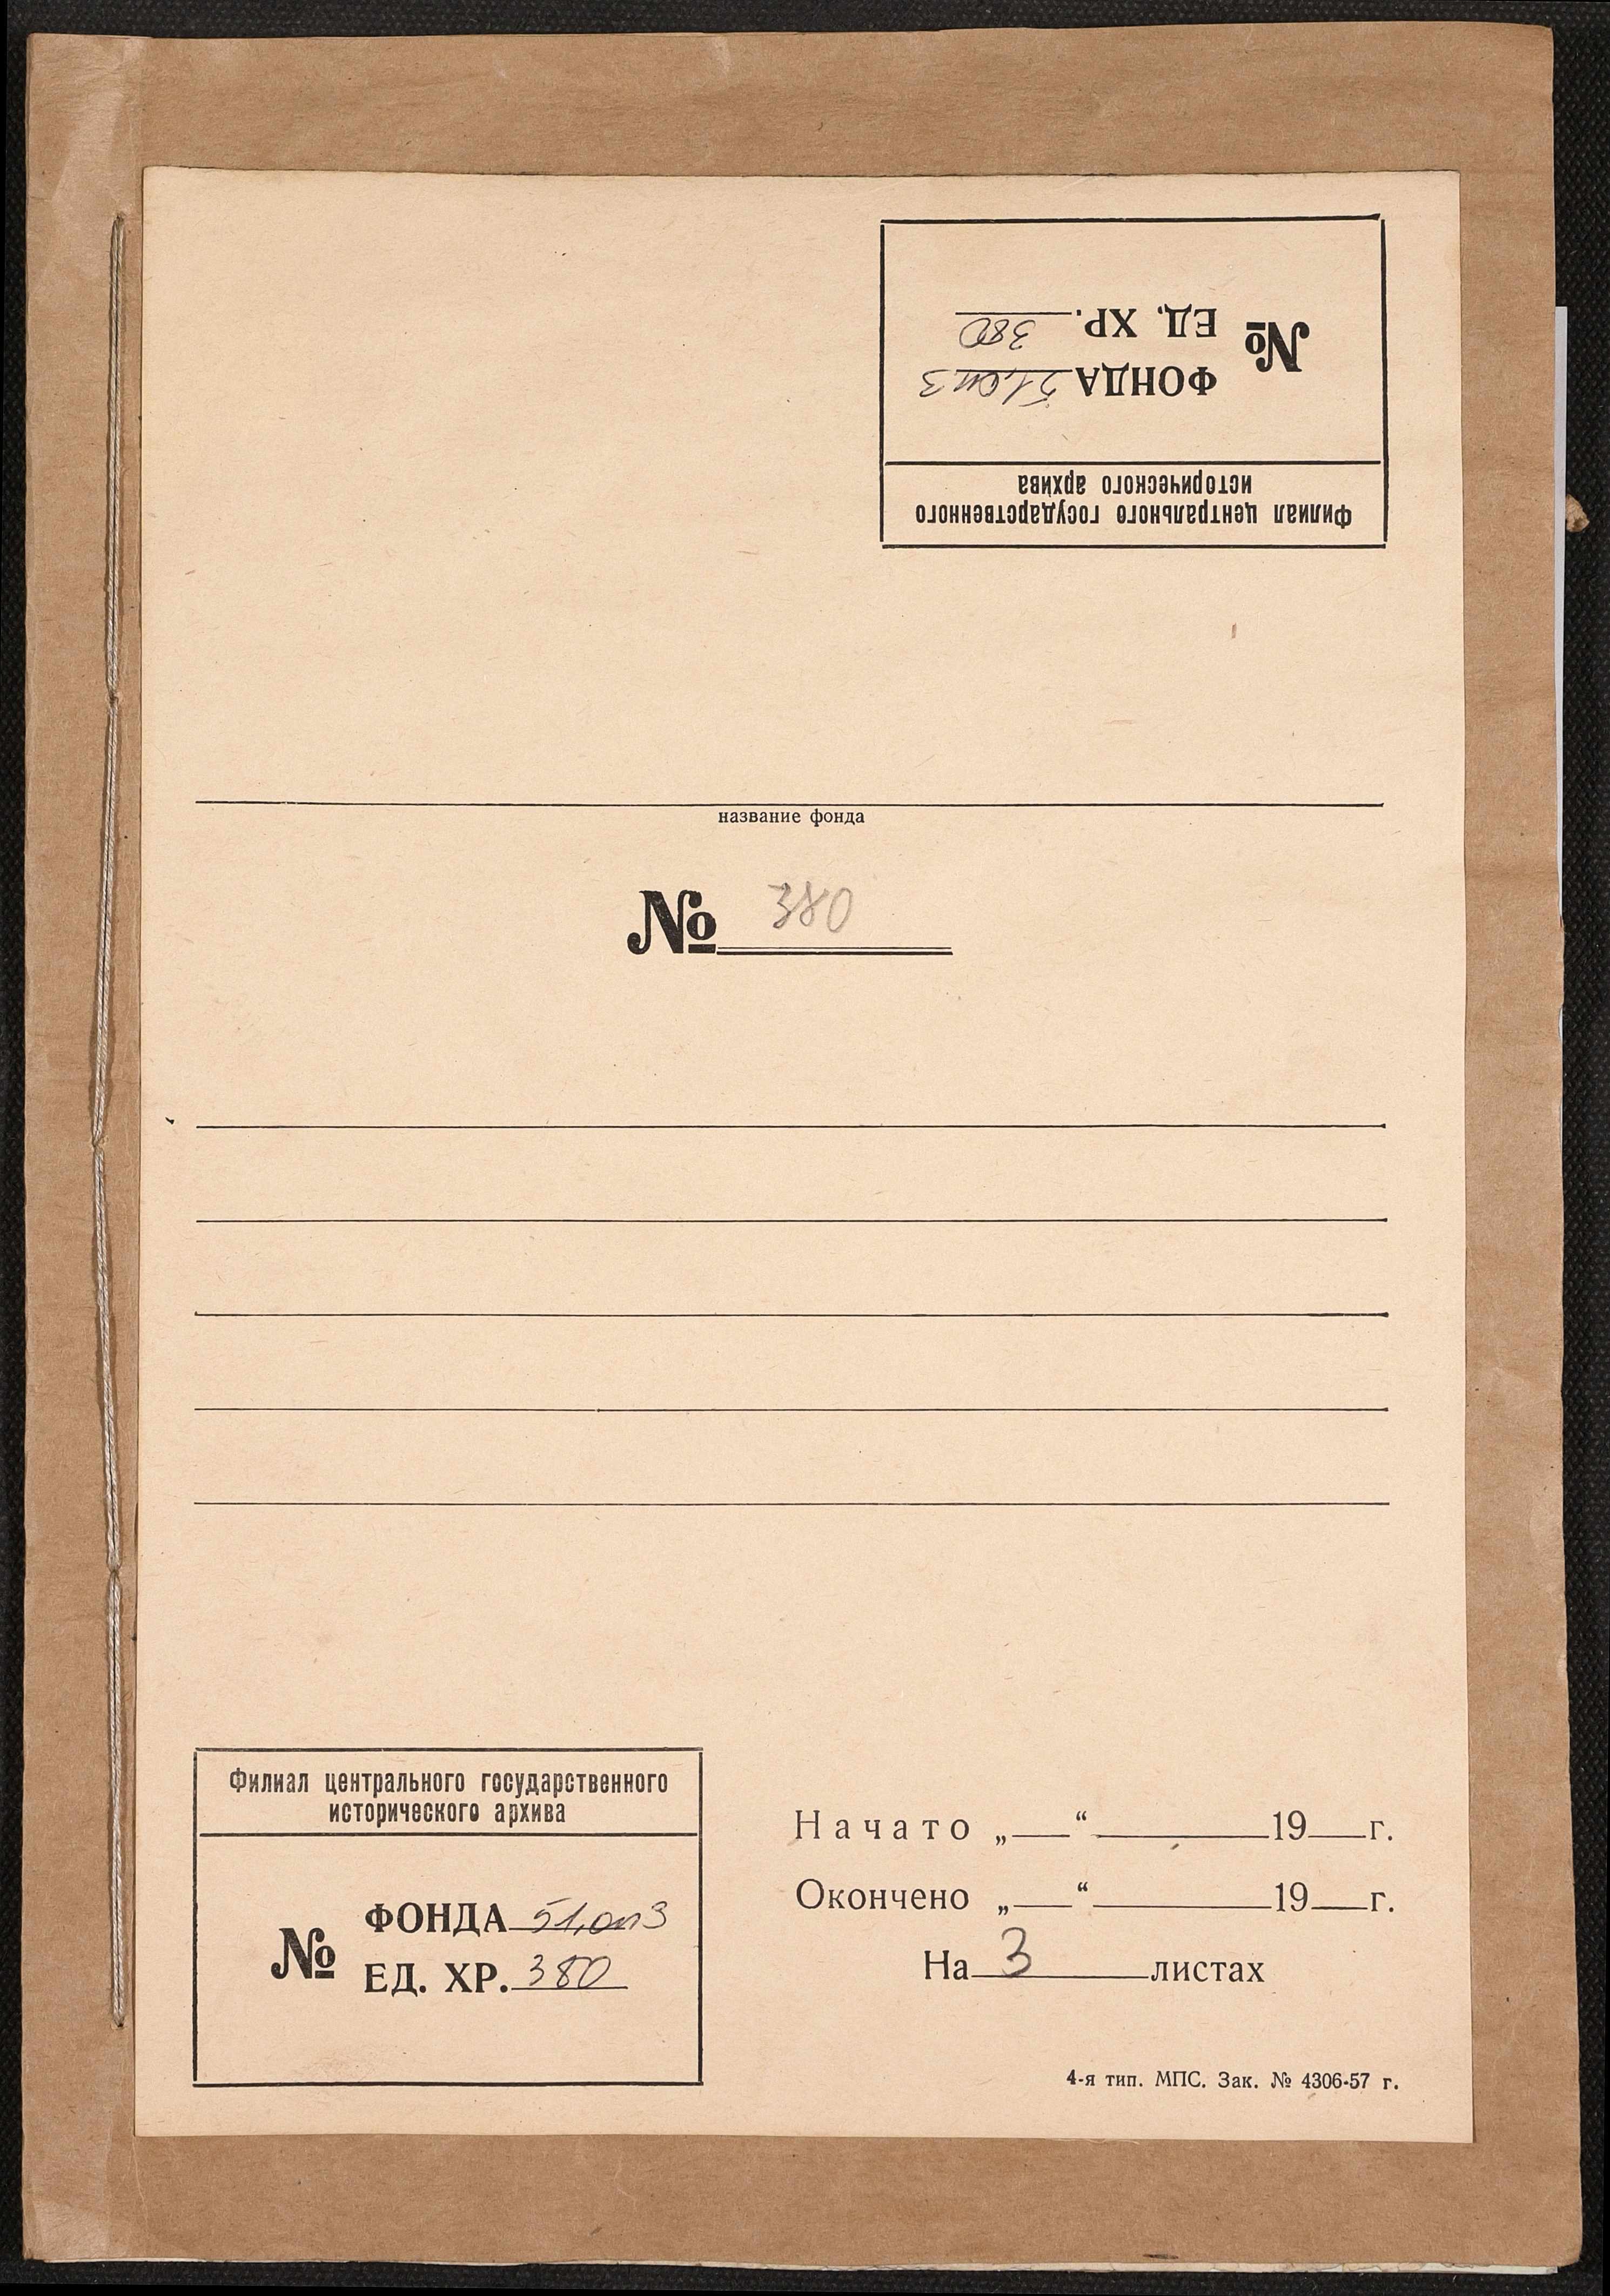 Филиал центрального государственного
исторического архива
№
ФОНДА 51, оп 3
ЕД. ХР. 380
название фонда
№ 380
Филиал центрального государственного
исторического архива
№
ФОНДА 51, оп 3
ЕД. ХР. 380
Начато „ “ 19 г.
Окончено „ “ 19 г.
На 3 листах
4-я тип. МПС. Зак. № 4306-57 г.